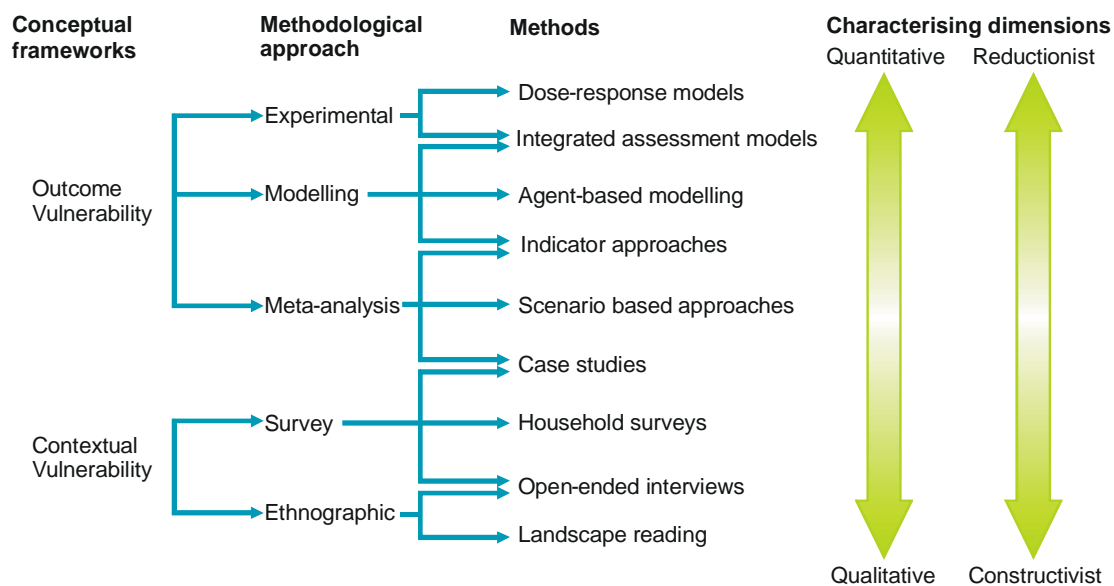 Conceptual
frameworks
Methodological
approach
Methods
Characterising dimensions
Quantitative
Reductionist
Outcome
Vulnerability
Contextual
Vulnerability
Experimental
Modelling
Meta-analysis
Survey
Ethnographic
Dose-response models
Integrated assessment models
Agent-based modelling
Indicator approaches
Scenario based approaches
Case studies
Household surveys
Open-ended interviews
Landscape reading
Qualitative
Constructivist